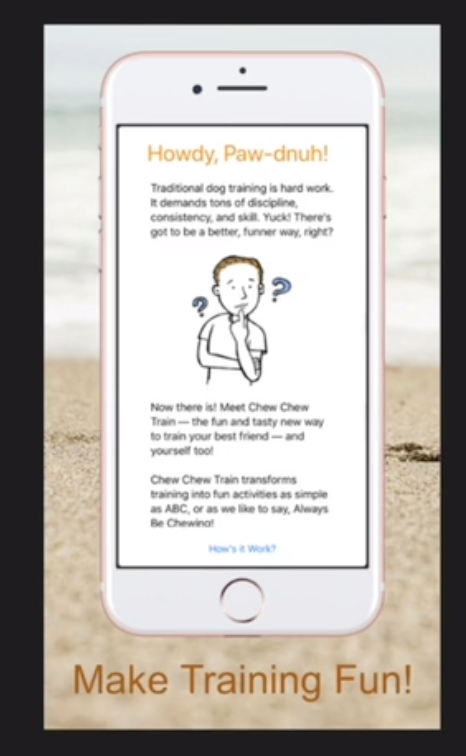 Howdy, Paw-dnuh!
Traditional dog training is hard work.
It demands tons of discipline,
consistency, and skill. Yuck! There's
got to be a better, funner way, right?
? ?
Now there is! Meet Chew Chew
Train — the fun and tasty new way
to train your best friend — and
yourself too!
Chew Chew Train transforms
training into fun activities as simple
as ABC, or as we like to say, Always
Be Chewing!
How's it Work?
Make Training Fun!